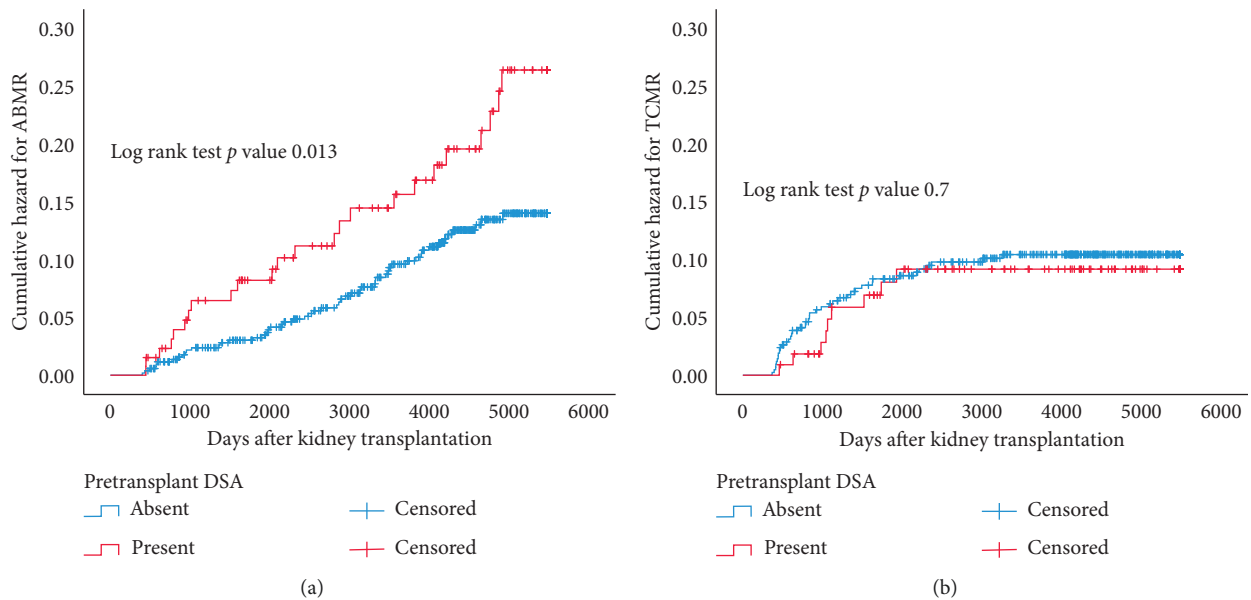 0.30
0.25
0.20
0.15
0.10
0.05
0.00
Cumulative hazard for ABMR
Log rank test p value 0.013
0 1000 2000 3000 4000 5000 6000
Days after kidney transplantation
Pretransplant DSA
Absent Censored
Present Censored
(a)
0.30
0.25
0.20
0.15
0.10
0.05
0.00
Cumulative hazard for TCMR
Log rank test p value 0.7
0 1000 2000 3000 4000 5000 6000
Days after kidney transplantation
Pretransplant DSA
Absent Censored
Present Censored
(b)